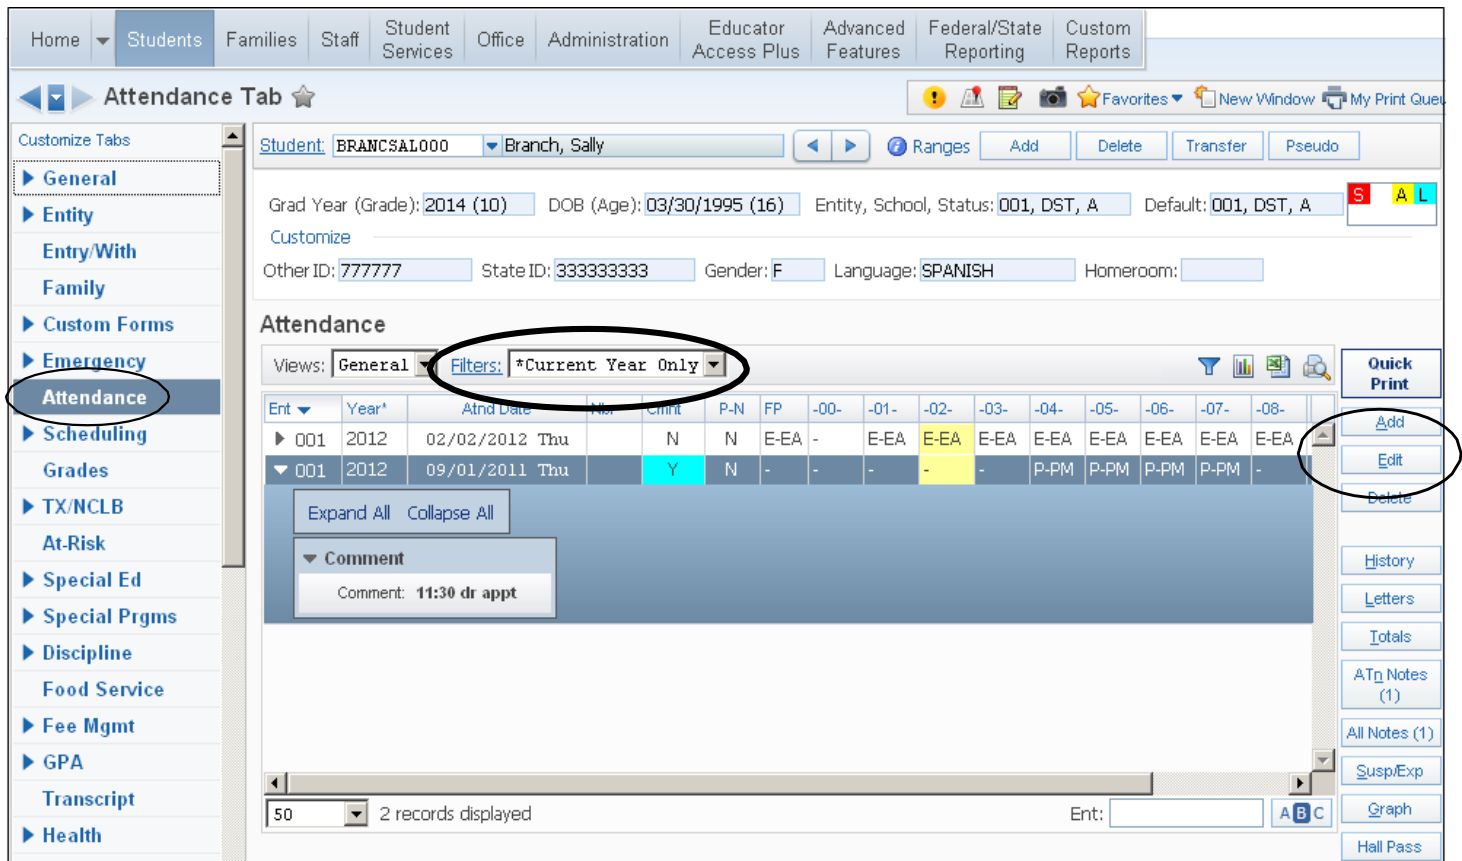 Home Students Families Staff Student Services Office Administration Educator Access Plus Advanced Features Federal/State Reporting Custom Reports
Attendance Tab Favorites New Window My Print Queu
Customize Tabs
General
Entity
Entry/With
Family
Custom Forms
Emergency
Attendance
Scheduling
Grades
TX/NCLB
At-Risk
Special Ed
Special Prgms
Discipline
Food Service
Fee Mgmt
GPA
Transcript
Health
Student: BRANCSAL000 Branch, Sally Ranges Add Delete Transfer Pseudo
Grad Year (Grade): 2014 (10) DOB (Age): 03/30/1995 (16) Entity, School, Status: 001, DST, A Default: 001, DST, A S A L
Customize
Other ID: 777777 State ID: 333333333 Gender: F Language: SPANISH Homeroom:
Attendance
Views: General Filters: *Current Year Only
Ent Year* Atnd Date Nbr Cmnt P-N FP -00- -01- -02- -03- -04- -05- -06- -07- -08-
001 2012 02/02/2012 Thu N N E-EA - E-EA E-EA E-EA E-EA E-EA E-EA E-EA E-EA
001 2012 09/01/2011 Thu Y N - - - - - P-PM P-PM P-PM P-PM -
Expand All Collapse All
Comment
Comment: 11:30 dr appt
50 2 records displayed Ent: A B C
Quick Print
Add
Edit
Delete
History
Letters
Totals
ATn Notes (1)
All Notes (1)
Susp/Exp
Graph
Hall Pass